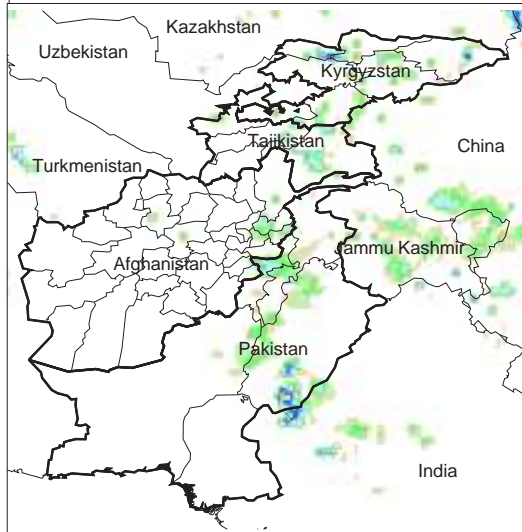 Kazakhstan
Uzbekistan
Kyrgyzstan
Tajikistan
China
Turkmenistan
Jammu Kashmir
Afghanistan
Pakistan
India